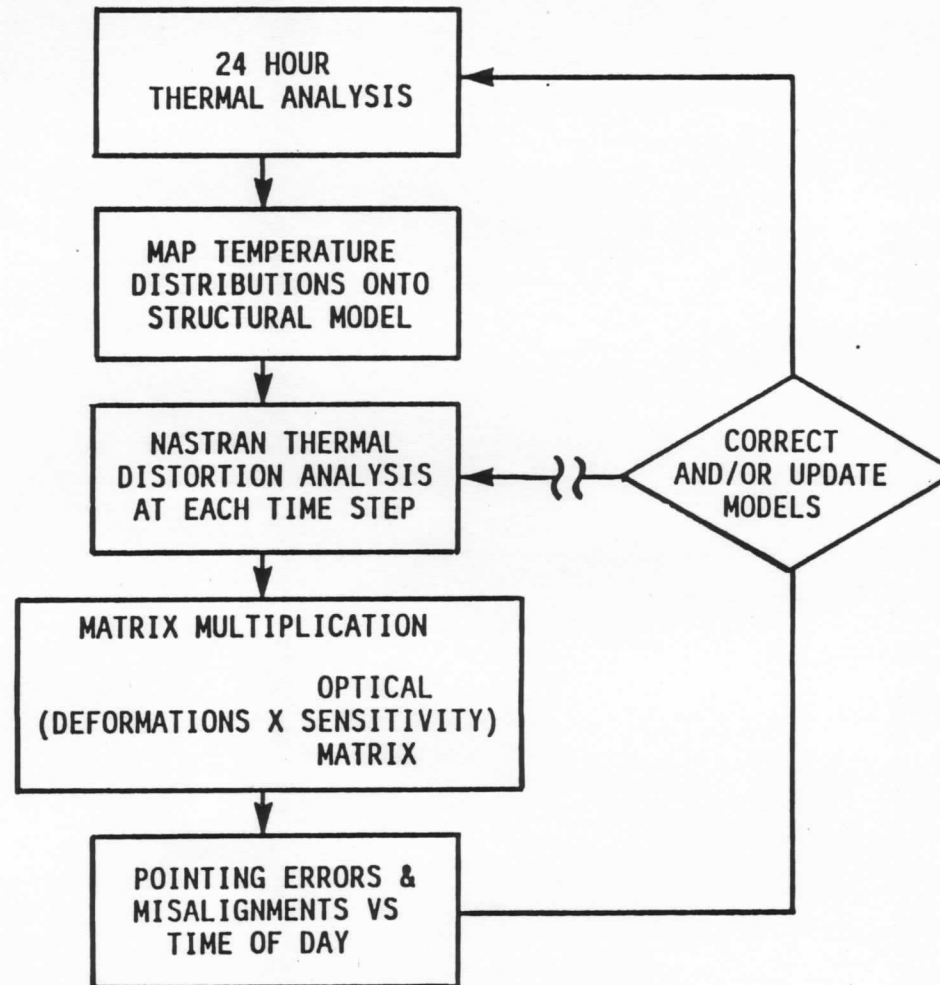 24 HOUR
THERMAL ANALYSIS
MAP TEMPERATURE
DISTRIBUTIONS ONTO
STRUCTURAL MODEL
NASTRAN THERMAL
DISTORTION ANALYSIS
AT EACH TIME STEP
CORRECT
AND/OR UPDATE
MODELS
MATRIX MULTIPLICATION
OPTICAL
(DEFORMATIONS X SENSITIVITY)
MATRIX
POINTING ERRORS &
MISALIGNMENTS VS
TIME OF DAY